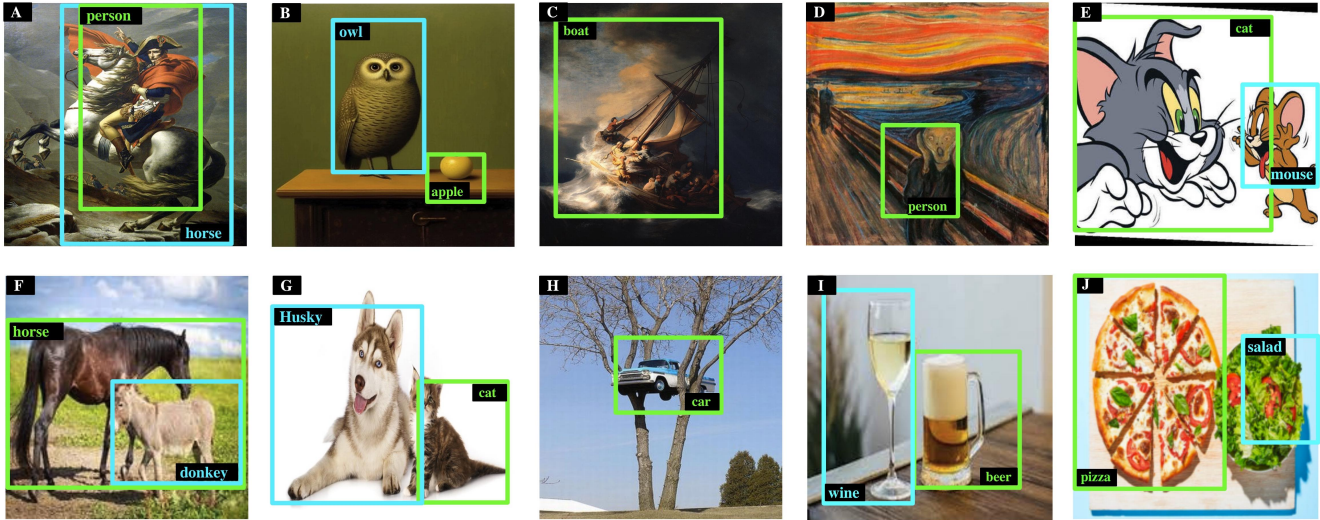 A
person
horse
B
owl
apple
C
boat
D
person
E
cat
mouse
F
horse
donkey
G
Husky
cat
H
car
I
wine
beer
J
salad
pizza